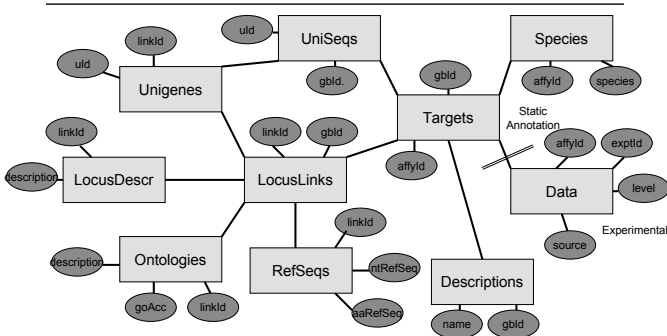 uId
UniSeqs
gbId.
Species
affyId
species
linkId
uId
Unigenes
gbId
Targets
affyId
Static
Annotation
linkId
description
LocusDescr
linkId
gbId
LocusLinks
affyId
exptId
level
Data
source
Experimental
description
Ontologies
goAcc
linkId
linkId
RefSeqs
ntRefSeq
aaRefSeq
Descriptions
name
gbId